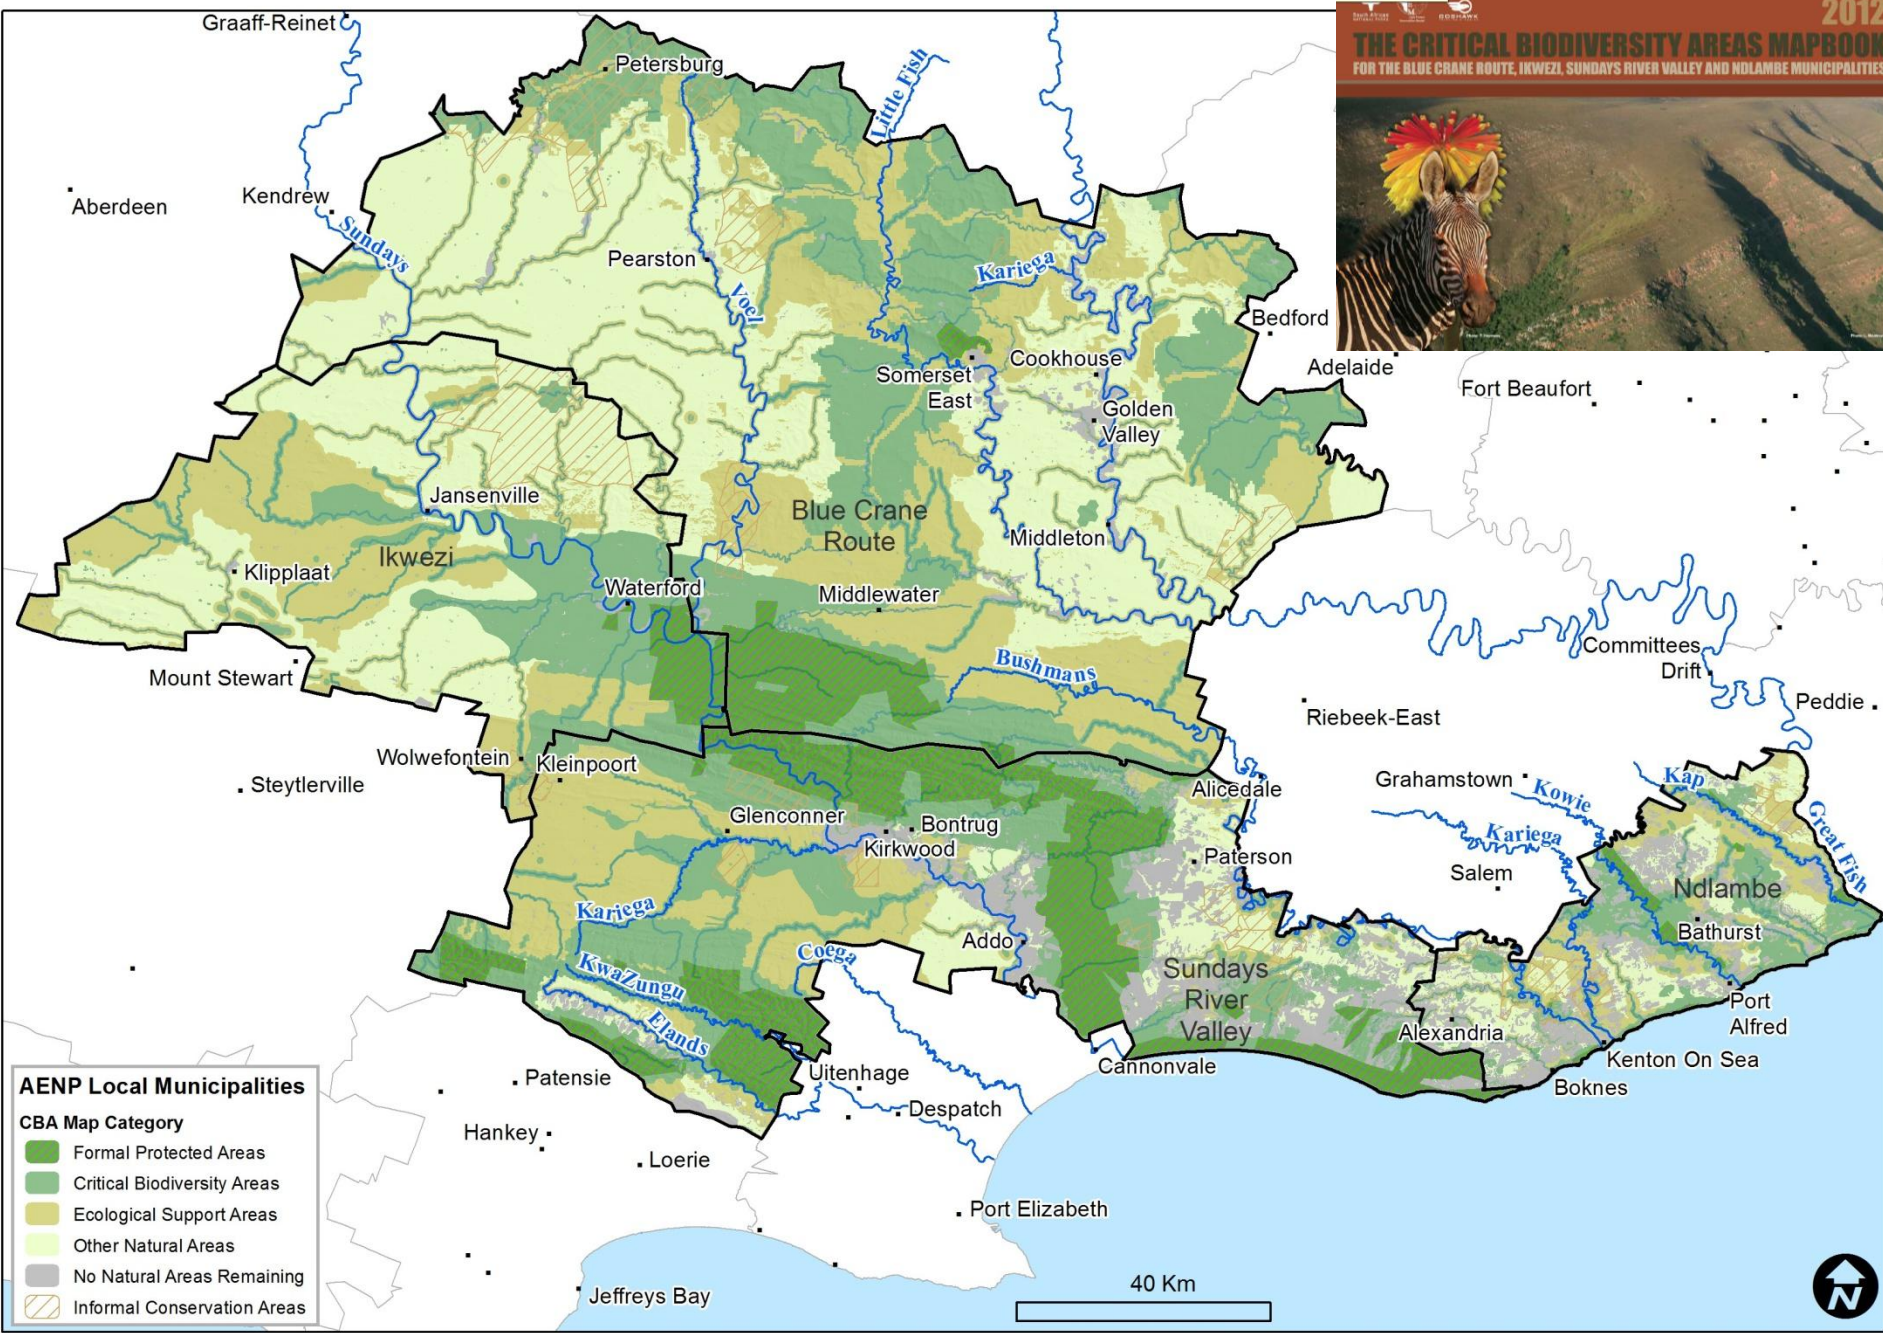 2012
THE CRITICAL BIODIVERSITY AREAS MAPBOOK
FOR THE BLUE CRANE ROUTE, IKWEZI, SUNDAYS RIVER VALLEY AND NDLAMBE MUNICIPALITIES
Graaff-Reinet
Petersburg
Little Fish
Aberdeen
Kendrew
Sundays
Pearston
Voel
Kariega
Bedford
Somerset
East
Cookhouse
Adelaide
Fort Beaufort
Golden
Valley
Jansenville
Blue Crane
Route
Middleton
Ikwezi
Klipplaat
Waterford
Middlewater
Committees
Drift
Mount Stewart
Bushmans
Riebeek-East
Peddie
Wolwefontein
Kleinpoort
Steytlerville
Alicedale
Grahamstown
Kowie
Kap
Great Fish
Glenconner
Bontrug
Kirkwood
Kariega
Paterson
Salem
Ndlambe
Bathurst
Kariega
Addo
Coega
KwaZungu
Elands
Sundays
River
Valley
Port
Alfred
Alexandria
Kenton On Sea
Cannonvale
Boknes
Uitenhage
Patensie
Despatch
Hankey
Loerie
Port Elizabeth
Jeffreys Bay
AENP Local Municipalities
CBA Map Category
Formal Protected Areas
Critical Biodiversity Areas
Ecological Support Areas
Other Natural Areas
No Natural Areas Remaining
Informal Conservation Areas
40 Km
N